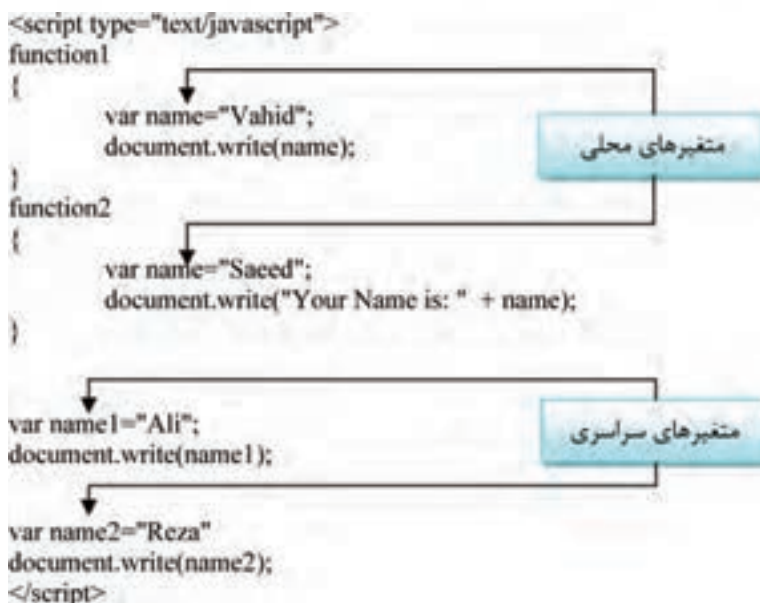 <script type="text/javascript">
function1
{
var name="Vahid";
document.write(name);
}
متغیرهای محلی
function2
{
var name="Saeed";
document.write("Your Name is: " + name);
}
var name1="Ali";
document.write(name1);
متغیرهای سراسری
var name2="Reza"
document.write(name2);
</script>